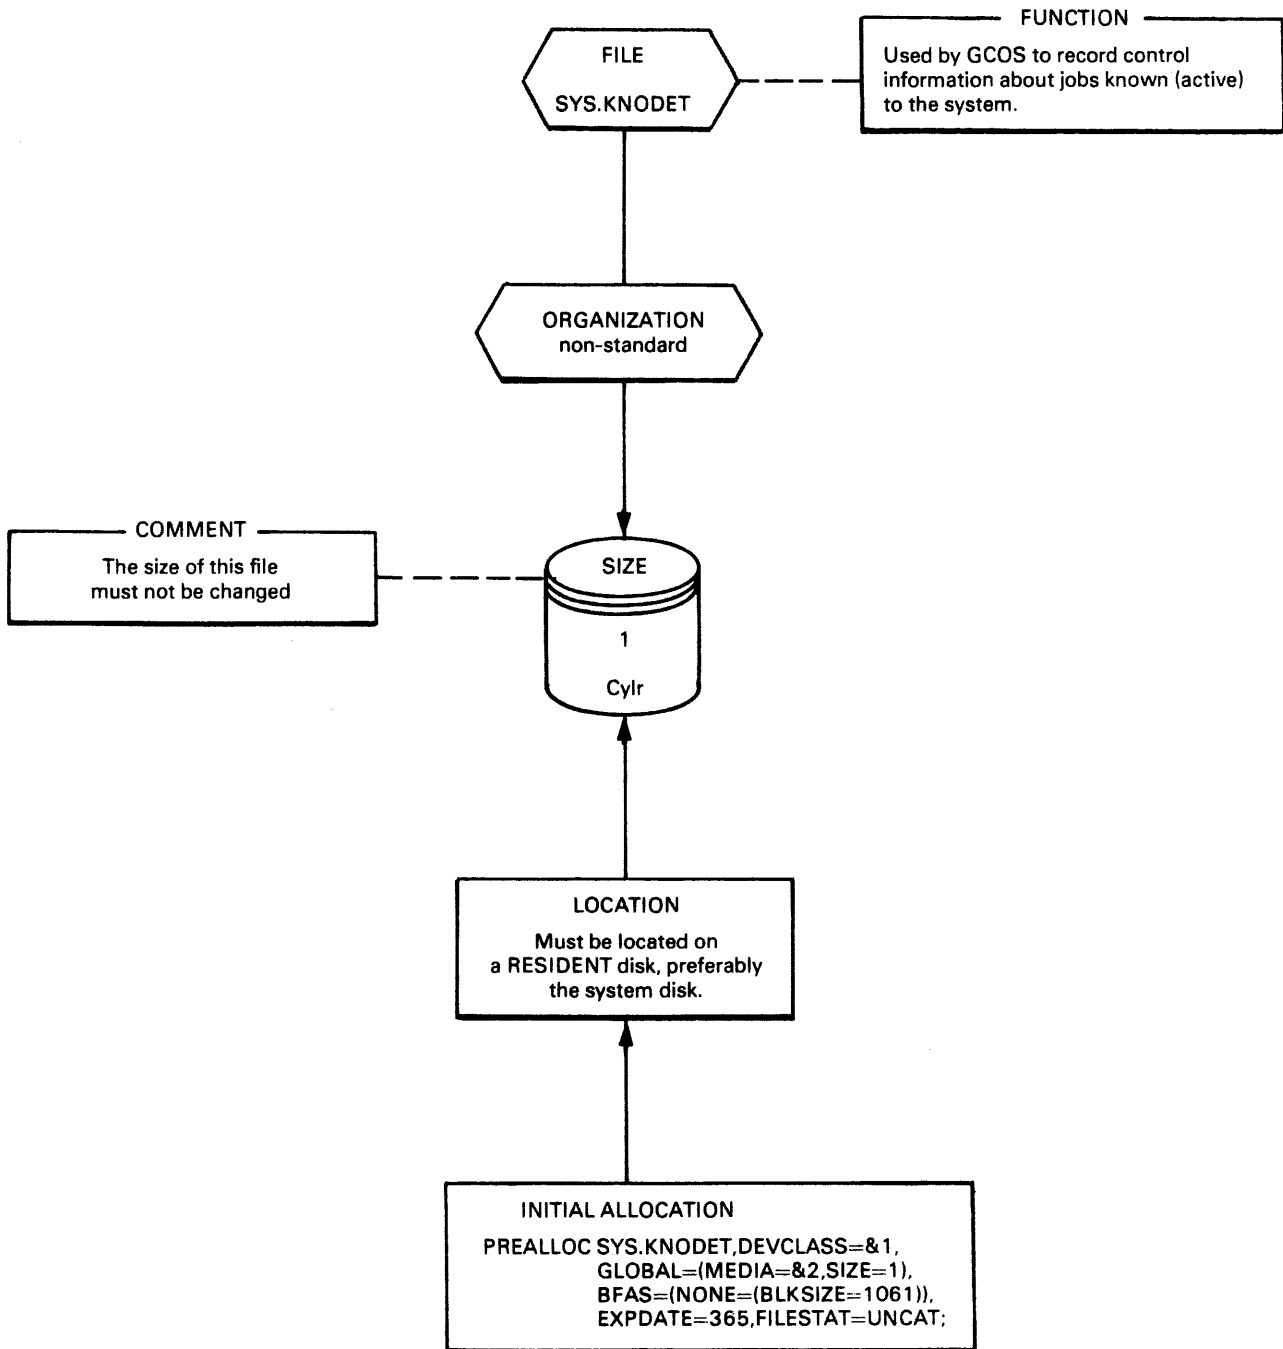 FILE
SYS.KNODET
FUNCTION
Used by GCOS to record control
information about jobs known (active)
to the system.
ORGANIZATION
non-standard
COMMENT
The size of this file
must not be changed
SIZE
1
Cylr
LOCATION
Must be located on
a RESIDENT disk, preferably
the system disk.
INITIAL ALLOCATION
PREALLOC SYS.KNODET,DEVCLASS=&1,
GLOBAL=(MEDIA=&2,SIZE=1),
BFAS=(NONE=(BLKSIZE=1061)),
EXPDATE=365,FILESTAT=UNCAT;